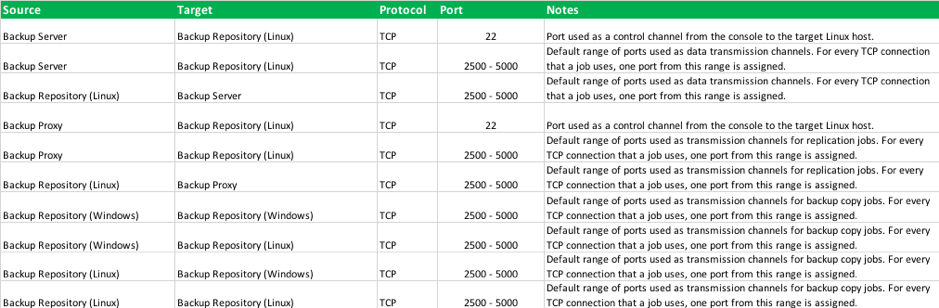 Source Target Protocol Port Notes
Backup Server Backup Repository (Linux) TCP 22 Port used as a control channel from the console to the target Linux host.
Default range of ports used as data transmission channels. For every TCP connection
Backup Server Backup Repository (Linux) TCP 2500 - 5000 that a job uses, one port from this range is assigned.
Default range of ports used as data transmission channels. For every TCP connection
Backup Repository (Linux) Backup Server TCP 2500 - 5000 that a job uses, one port from this range is assigned.
Backup Proxy Backup Repository (Linux) TCP 22 Port used as a control channel from the console to the target Linux host.
Default range of ports used as transmission channels for replication jobs. For every
Backup Proxy Backup Repository (Linux) TCP 2500 - 5000 TCP connection that a job uses, one port from this range is assigned.
Default range of ports used as transmission channels for replication jobs. For every
Backup Repository (Linux) Backup Proxy TCP 2500 - 5000 TCP connection that a job uses, one port from this range is assigned.
Default range of ports used as transmission channels for backup copy jobs. For every
Backup Repository (Windows) Backup Repository (Windows) TCP 2500 - 5000 TCP connection that a job uses, one port from this range is assigned.
Default range of ports used as transmission channels for backup copy jobs. For every
Backup Repository (Windows) Backup Repository (Linux) TCP 2500 - 5000 TCP connection that a job uses, one port from this range is assigned.
Default range of ports used as transmission channels for backup copy jobs. For every
Backup Repository (Linux) Backup Repository (Windows) TCP 2500 - 5000 TCP connection that a job uses, one port from this range is assigned.
Default range of ports used as transmission channels for backup copy jobs. For every
Backup Repository (Linux) Backup Repository (Linux) TCP 2500 - 5000 TCP connection that a job uses, one port from this range is assigned.